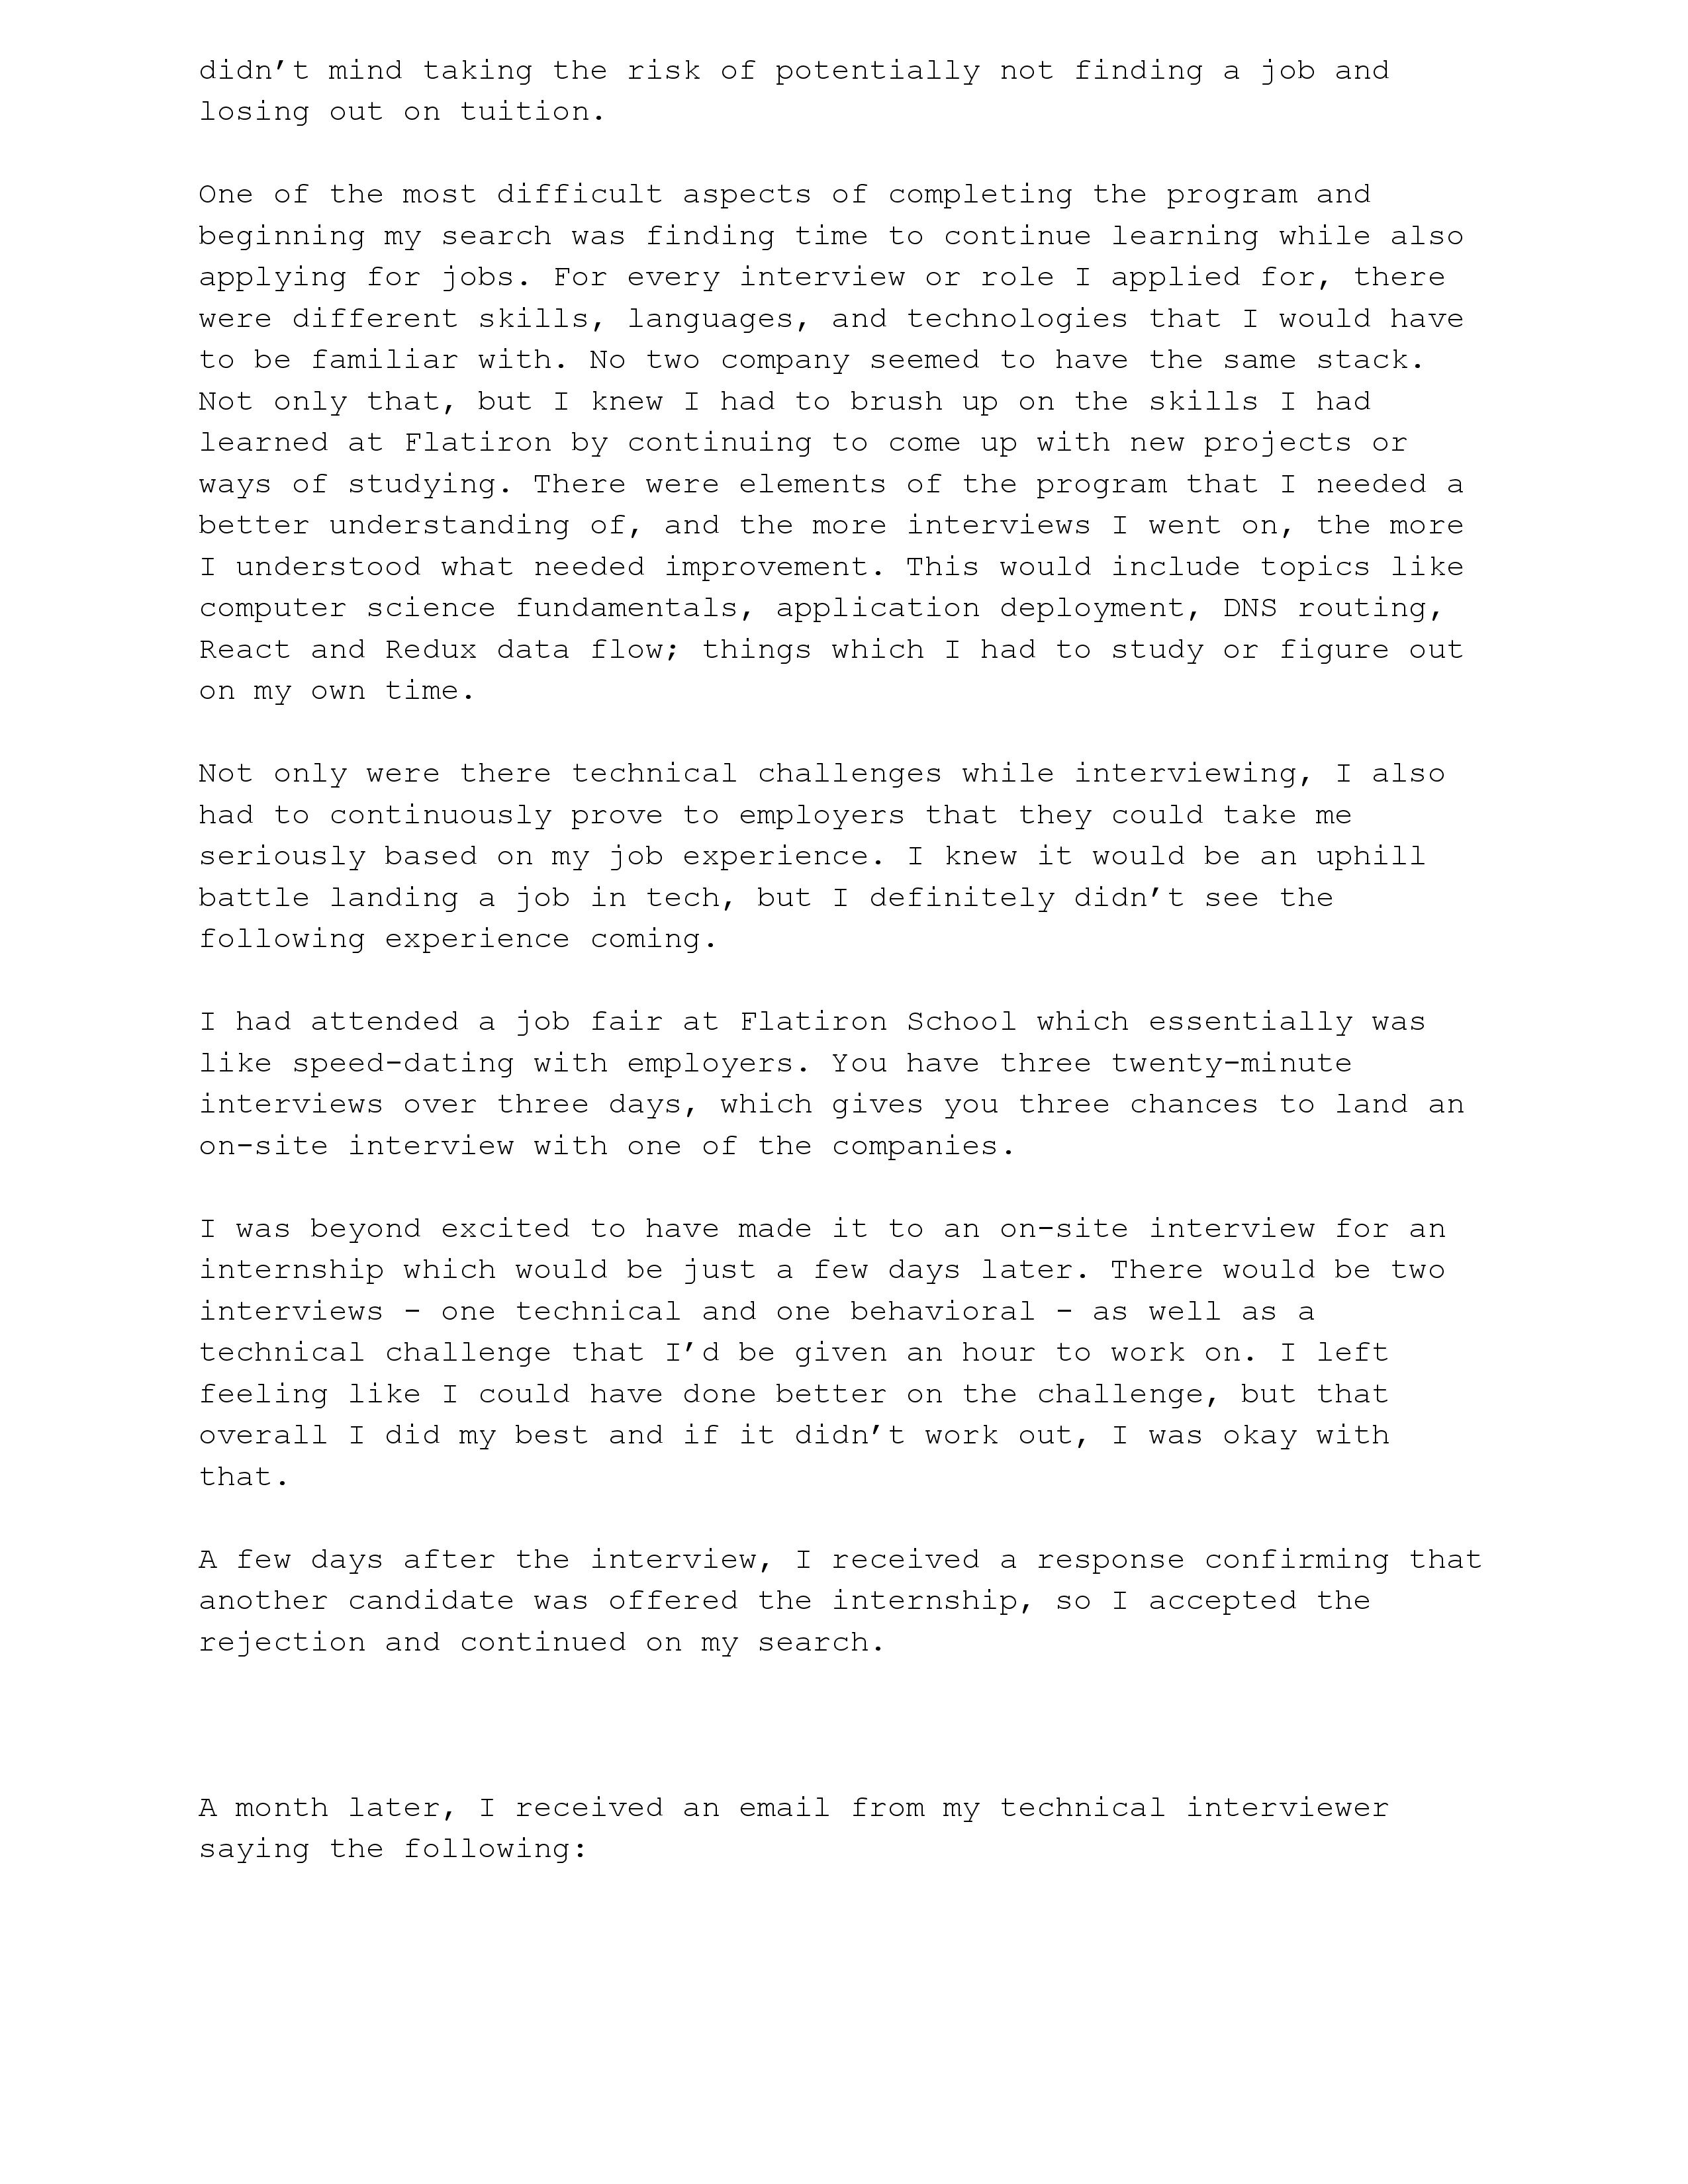 didn’t mind taking the risk of potentially not finding a job and
losing out on tuition.
One of the most difficult aspects of completing the program and
beginning my search was finding time to continue learning while also
applying for jobs. For every interview or role I applied for, there
were different skills, languages, and technologies that I would have
to be familiar with. No two company seemed to have the same stack.
Not only that, but I knew I had to brush up on the skills I had
learned at Flatiron by continuing to come up with new projects or
ways of studying. There were elements of the program that I needed a
better understanding of, and the more interviews I went on, the more
I understood what needed improvement. This would include topics like
computer science fundamentals, application deployment, DNS routing,
React and Redux data flow; things which I had to study or figure out
on my own time.
Not only were there technical challenges while interviewing, I also
had to continuously prove to employers that they could take me
seriously based on my job experience. I knew it would be an uphill
battle landing a job in tech, but I definitely didn’t see the
following experience coming.
I had attended a job fair at Flatiron School which essentially was
like speed-dating with employers. You have three twenty-minute
interviews over three days, which gives you three chances to land an
on-site interview with one of the companies.
I was beyond excited to have made it to an on-site interview for an
internship which would be just a few days later. There would be two
interviews - one technical and one behavioral - as well as a
technical challenge that I’d be given an hour to work on. I left
feeling like I could have done better on the challenge, but that
overall I did my best and if it didn’t work out, I was okay with
that.
A few days after the interview, I received a response confirming that
another candidate was offered the internship, so I accepted the
rejection and continued on my search.
A month later, I received an email from my technical interviewer
saying the following: